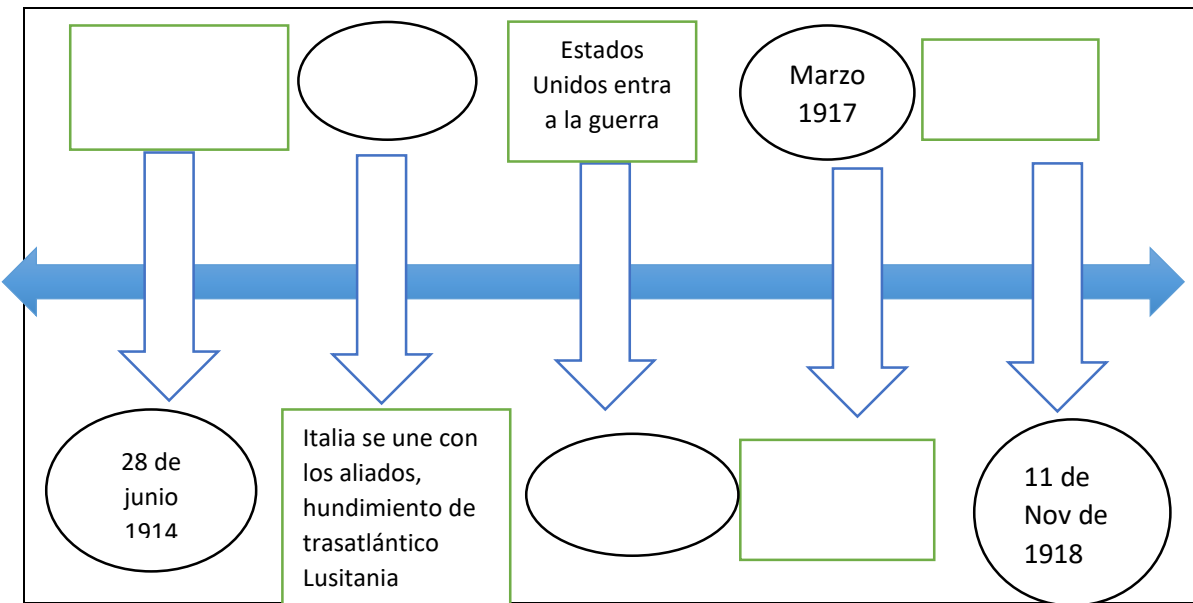 Estados
Unidos entra
a la guerra
Marzo
1917
28 de
junio
1914
Italia se une con
los aliados,
hundimiento de
trasatlántico
Lusitania
11 de
Nov de
1918